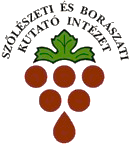 SZŐLÉSZETI ÉS BORÁSZATI
KUTATÓ INTÉZET